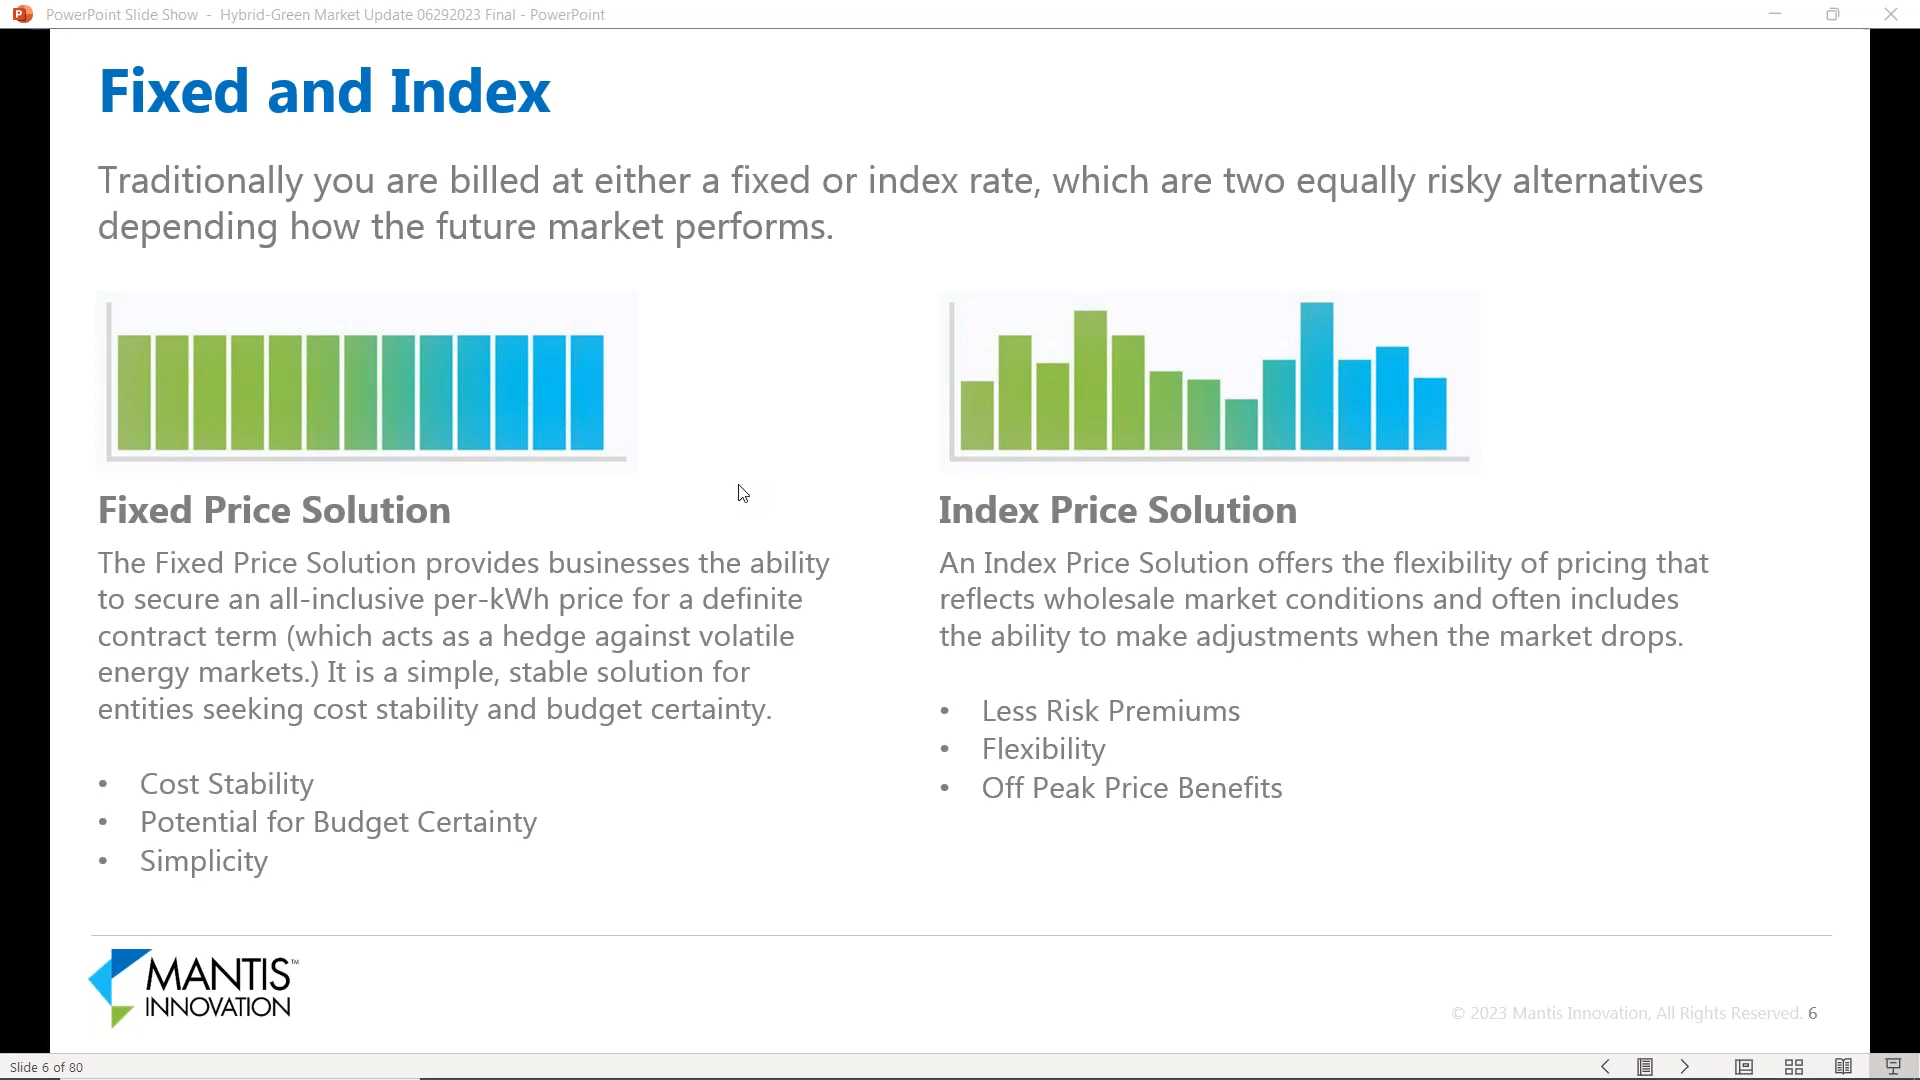 PowerPoint Slide Show - Hybrid-Green Market Update 06292023 Final - PowerPoint
Fixed and Index
Traditionally you are billed at either a fixed or index rate, which are two equally risky alternatives
depending how the future market performs.
Fixed Price Solution
The Fixed Price Solution provides businesses the ability
to secure an all-inclusive per-kWh price for a definite
contract term (which acts as a hedge against volatile
energy markets.) It is a simple, stable solution for
entities seeking cost stability and budget certainty.
• Cost Stability
• Potential for Budget Certainty
• Simplicity
Index Price Solution
An Index Price Solution offers the flexibility of pricing that
reflects wholesale market conditions and often includes
the ability to make adjustments when the market drops.
• Less Risk Premiums
• Flexibility
• Off Peak Price Benefits
MANTIS™
INNOVATION
© 2023 Mantis Innovation, All Rights Reserved. 6
Slide 6 of 80